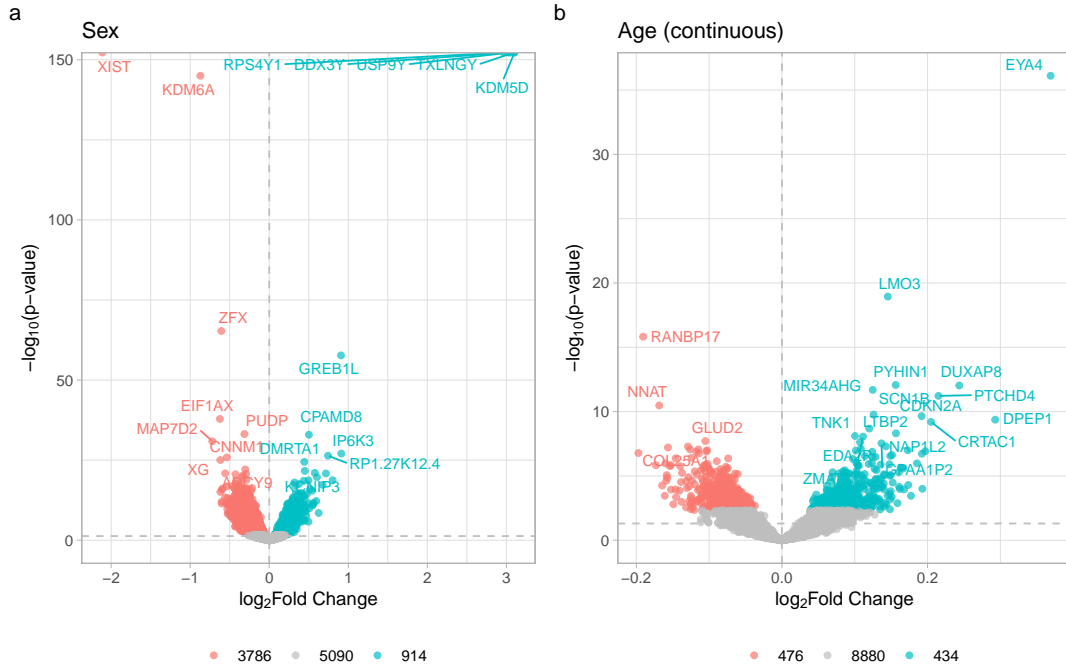 a
Sex
−log10(p−value)
150
100
50
0
XIST
KDM6A
RPS4Y1 DDX3Y USP9Y TXLNGY
KDM5D
ZFX
GREB1L
EIF1AX
PUDP
CPAMD8
MAP7D2
CNNM1
DMRTA1
IP6K3
RP1.27K12.4
XG
ADCY9
KCNIP3
−2 −1 0 1 2 3
log2Fold Change
3786 5090 914
b
Age (continuous)
−log10(p−value)
30
20
10
0
EYA4
LMO3
RANBP17
NNAT
MIR34AHG
PYHIN1
DUXAP8
SCN1B
PTCHD4
CDKN2A
DPEP1
TNK1
LTBP2
CRTAC1
GLUD2
NAP1L2
COL25A1
−0.2 0.0 0.2
log2Fold Change
476 8880 434